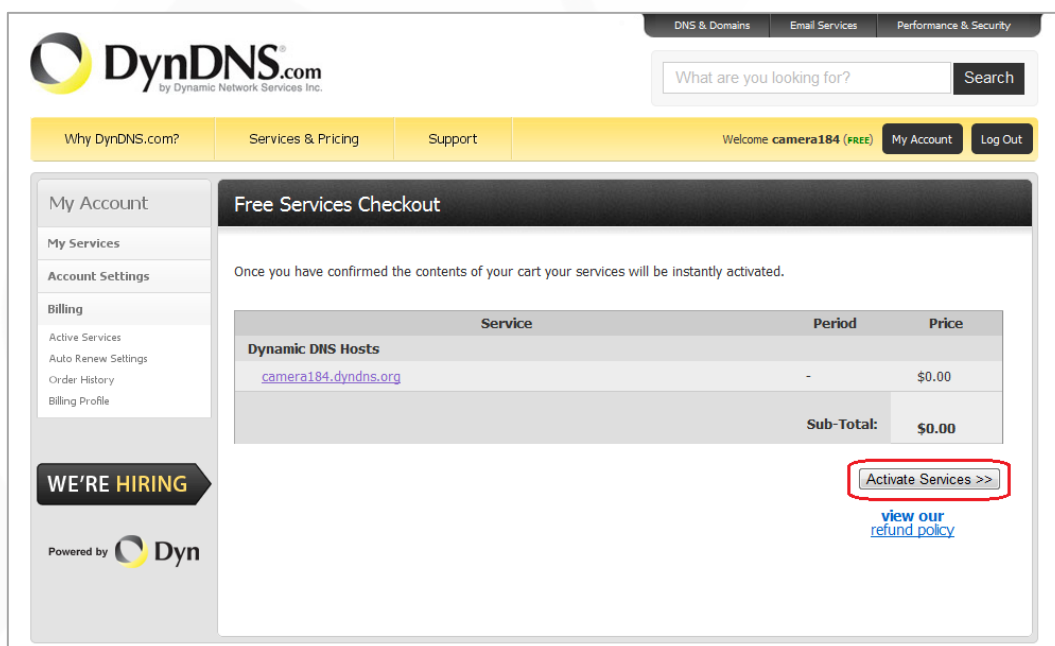 DNS & Domains Email Services Performance & Security
DynDNS.com
by Dynamic Network Services Inc.
What are you looking for? Search
Why DynDNS.com? Services & Pricing Support Welcome camera184 (FREE) My Account Log Out
My Account
My Services
Account Settings
Billing
Active Services
Auto Renew Settings
Order History
Billing Profile
WE'RE HIRING
Powered by Dyn
Free Services Checkout
Once you have confirmed the contents of your cart your services will be instantly activated.
Service Period Price
Dynamic DNS Hosts
camera184.dyndns.org - $0.00
Sub-Total: $0.00
Activate Services >>
view our
refund policy